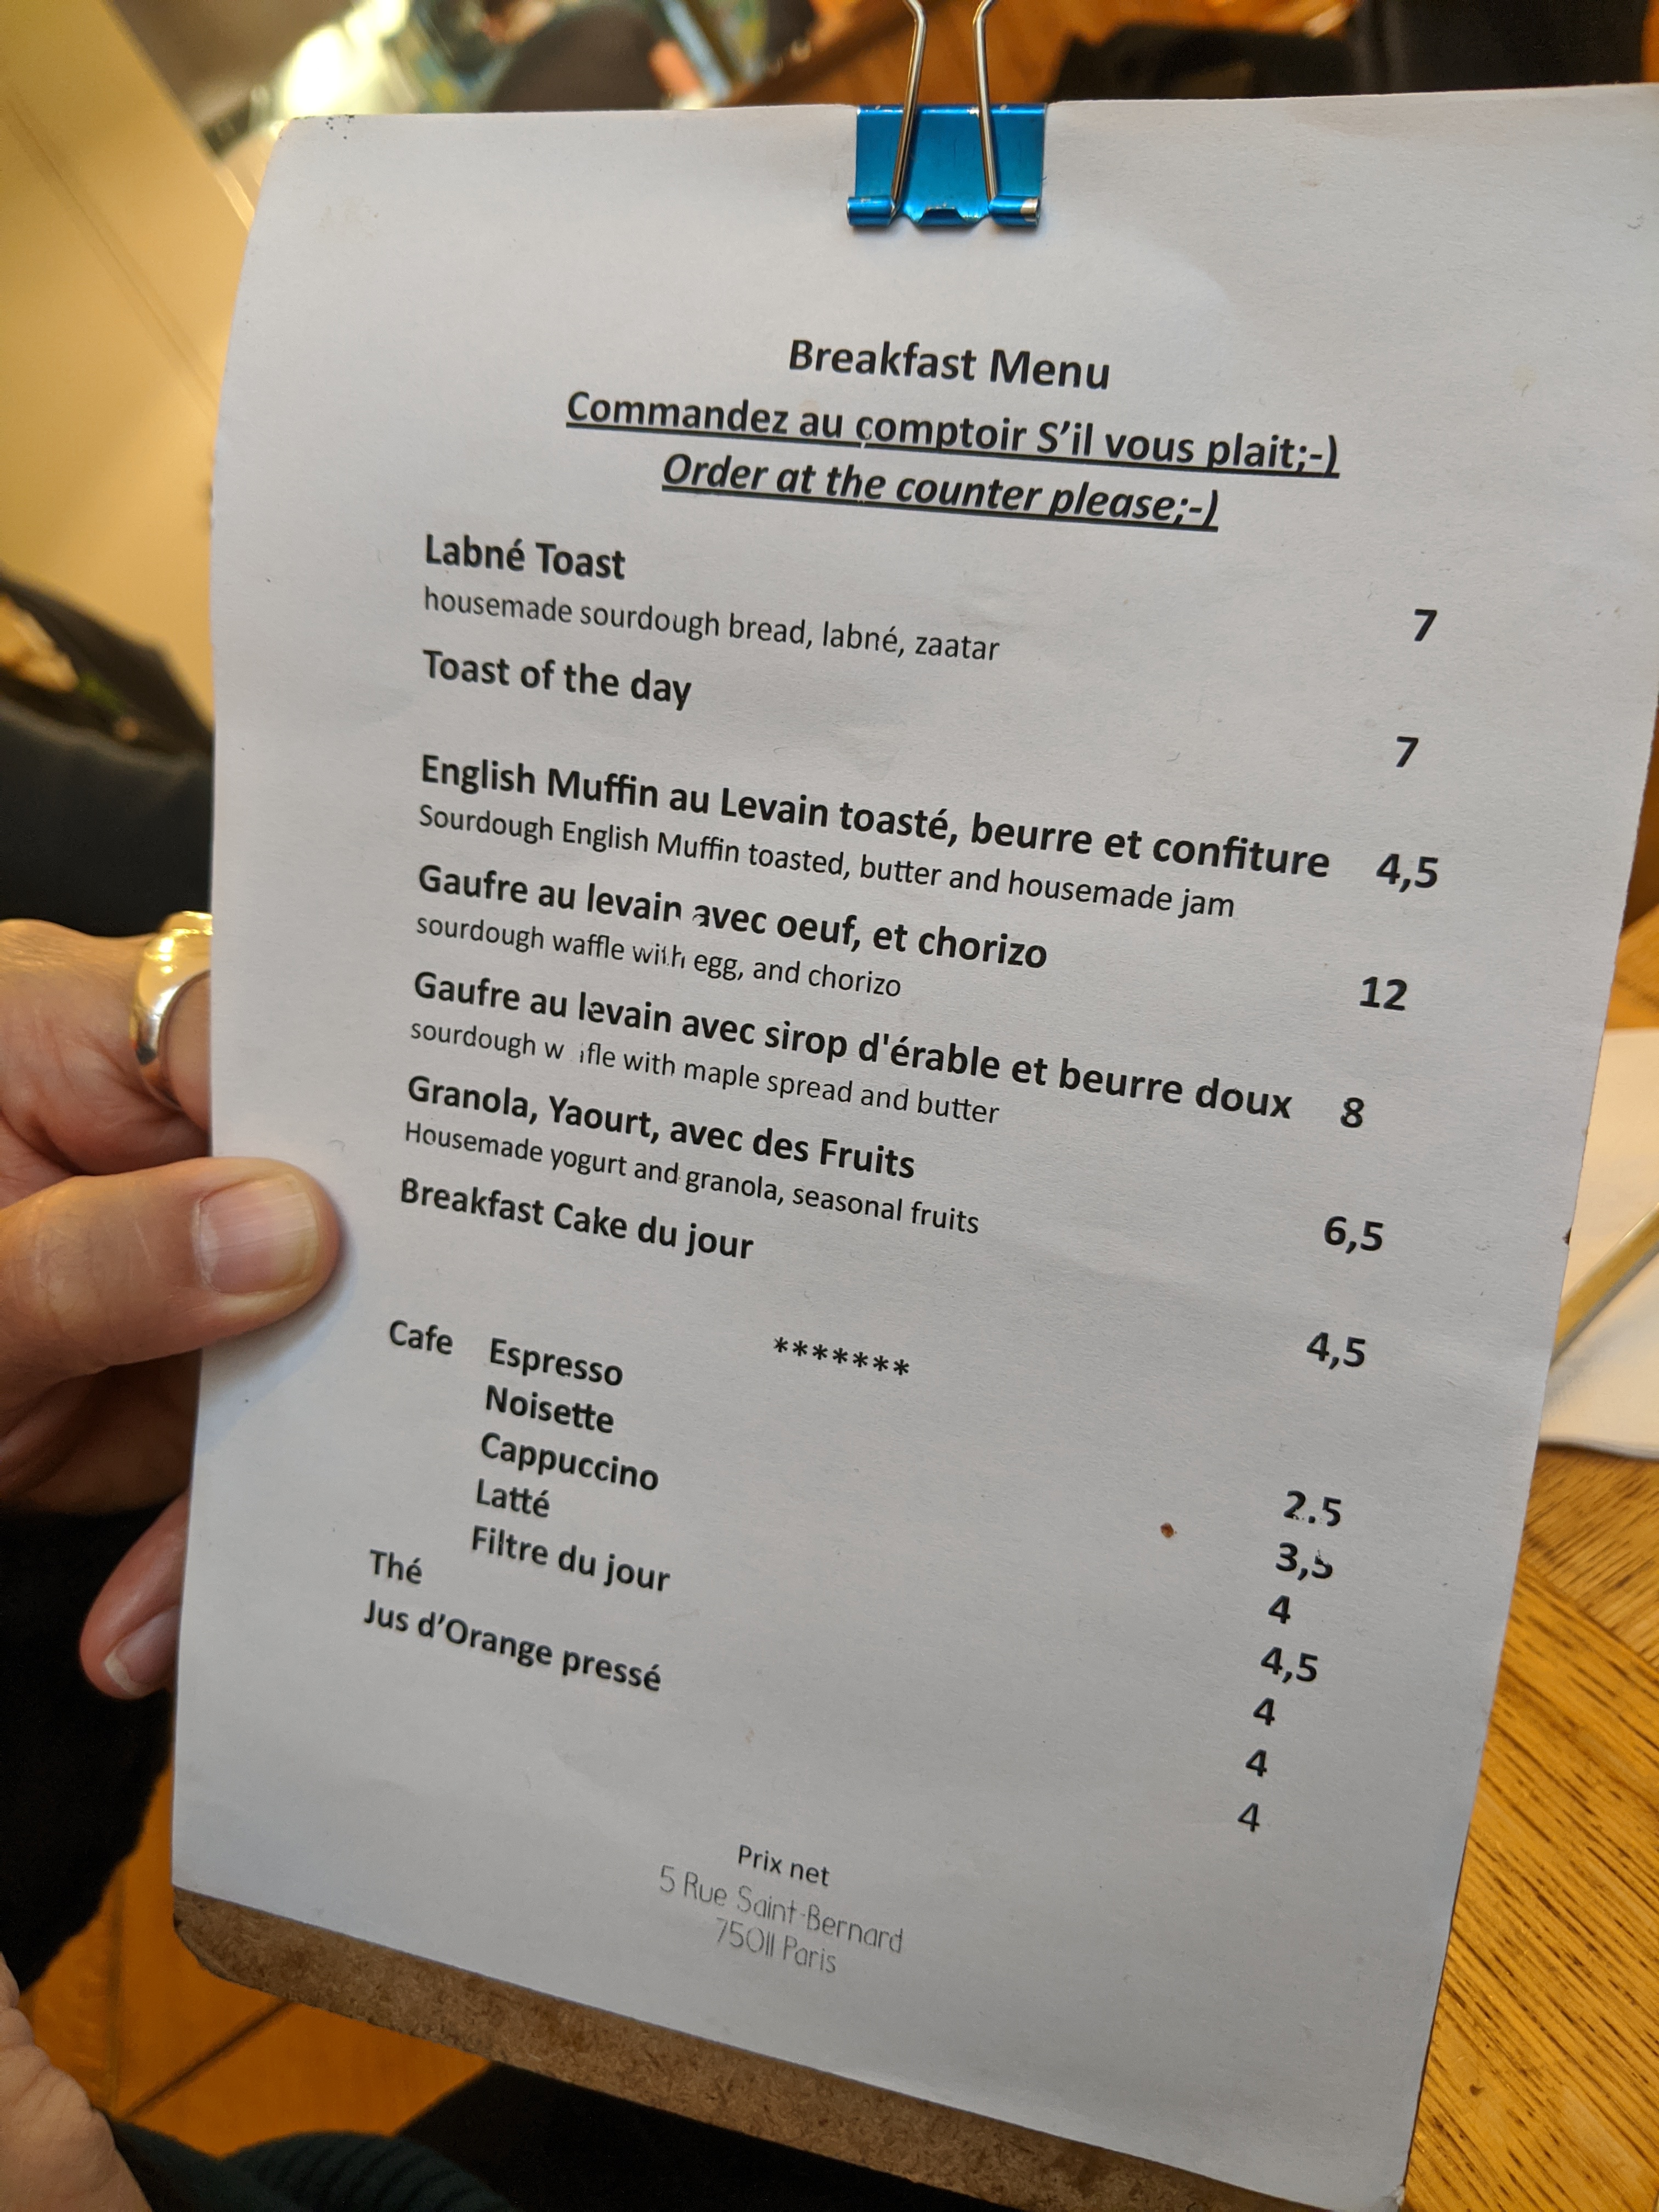 Breakfast Menu
Commandez au comptoir S'il vous plait;-)
Order at the counter please;-)
Labné Toast
housemade sourdough bread, labné, zaatar 7
Toast of the day 7
English Muffin au Levain toasté, beurre et confiture 4,5
Sourdough English Muffin toasted, butter and housemade jam
Gaufre au levain avec oeuf, et chorizo 12
sourdough waffle with egg, and chorizo
Gaufre au levain avec sirop d'érable et beurre doux 8
sourdough waffle with maple spread and butter
Granola, Yaourt, avec des Fruits 6,5
Housemade yogurt and granola, seasonal fruits
Breakfast Cake du jour 4,5
*******
Cafe Espresso 2.5
Noisette 3,5
Cappuccino 4
Latté 4,5
Filtre du jour 4
Thé 4
Jus d'Orange pressé 4
Prix net
5 Rue Saint-Bernard
75011 Paris